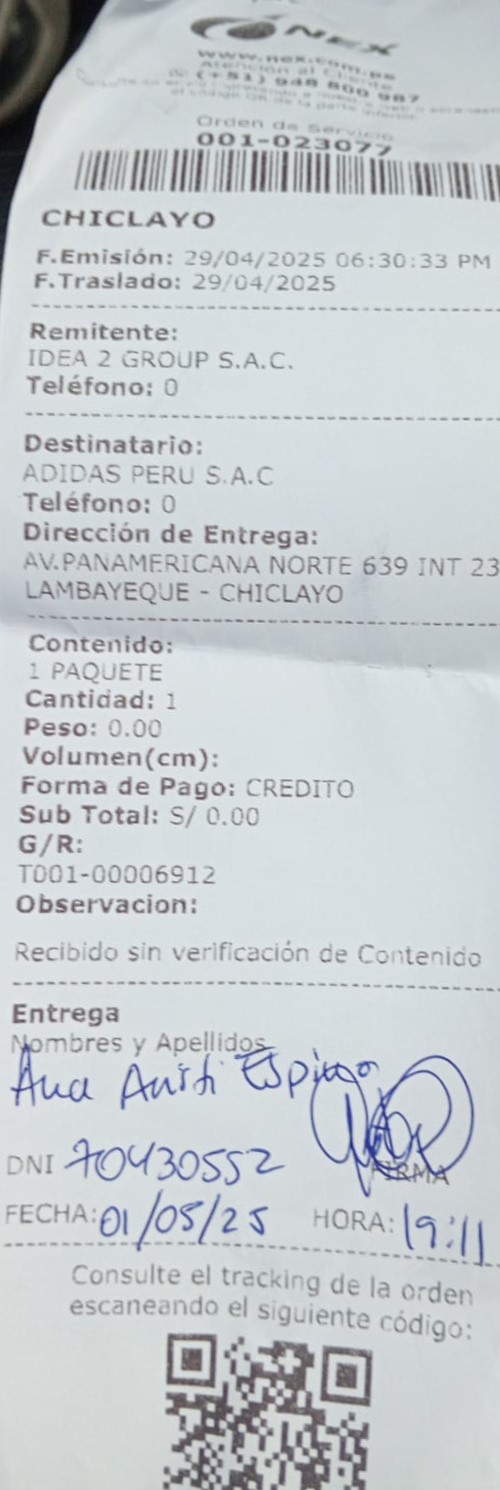 NEX
www.nex.com.pe
Atención al Cliente
(+51) 948 800 987
Orden de Servicio
001-023077
CHICLAYO
F.Emisión: 29/04/2025 06:30:33 PM
F.Traslado: 29/04/2025
Remitente:
IDEA 2 GROUP S.A.C.
Teléfono: 0
Destinatario:
ADIDAS PERU S.A.C
Teléfono: 0
Dirección de Entrega:
AV.PANAMERICANA NORTE 639 INT 23
LAMBAYEQUE - CHICLAYO
Contenido:
1 PAQUETE
Cantidad: 1
Peso: 0.00
Volumen(cm):
Forma de Pago: CREDITO
Sub Total: S/ 0.00
G/R:
T001-00006912
Observacion:
Recibido sin verificación de Contenido
Entrega
Nombres y Apellidos
Ana
DNI 70430552
FIRMA
FECHA: 01/05/25 HORA: 19:11
Consulte el tracking de la orden
escaneando el siguiente código: